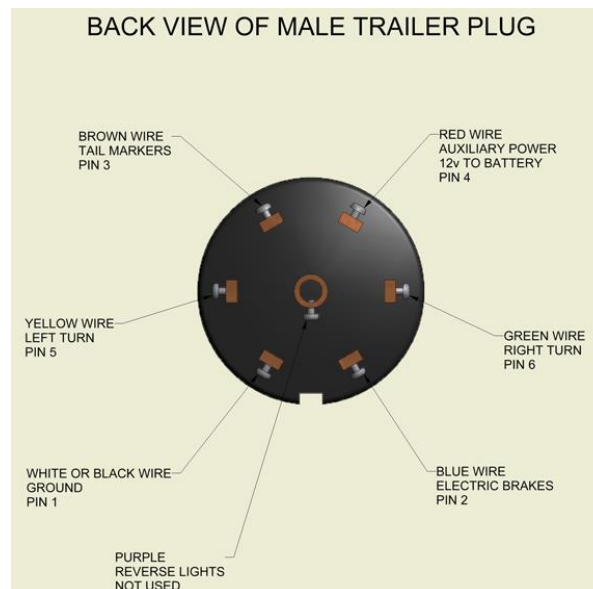 BACK VIEW OF MALE TRAILER PLUG
BROWN WIRE
TAIL MARKERS
PIN 3
RED WIRE
AUXILIARY POWER
12v TO BATTERY
PIN 4
YELLOW WIRE
LEFT TURN
PIN 5
GREEN WIRE
RIGHT TURN
PIN 6
WHITE OR BLACK WIRE
GROUND
PIN 1
BLUE WIRE
ELECTRIC BRAKES
PIN 2
PURPLE
REVERSE LIGHTS
NOT USED